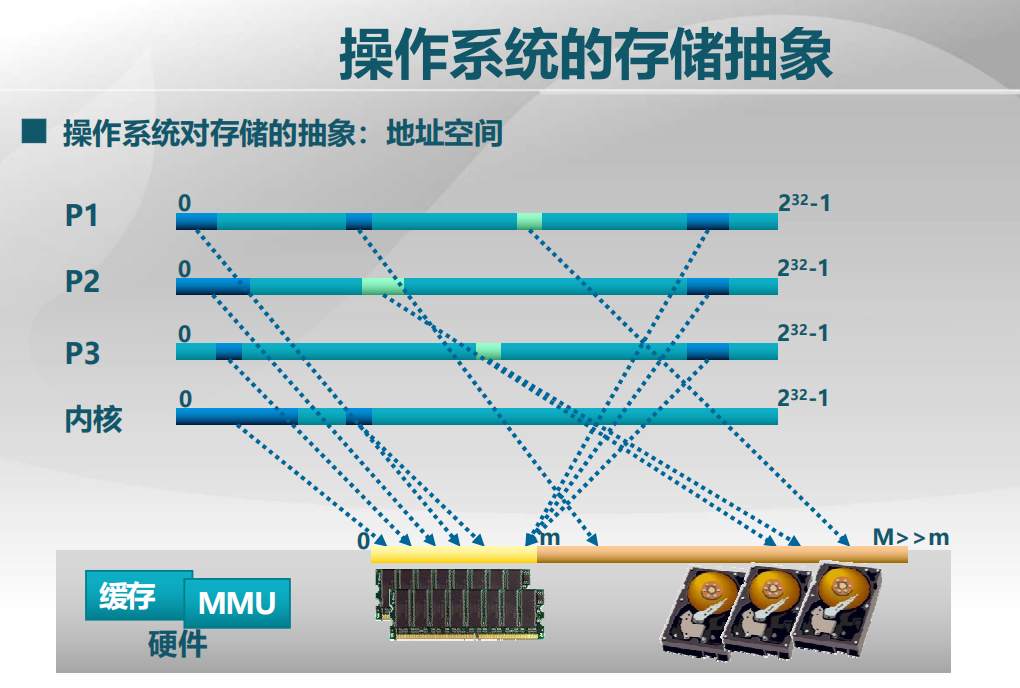 操作系统的存储抽象
操作系统对存储的抽象：地址空间
P1 0 2³²-1
P2 0 2³²-1
P3 0 2³²-1
内核 0 2³²-1
0 m M>>m
缓存 MMU
硬件